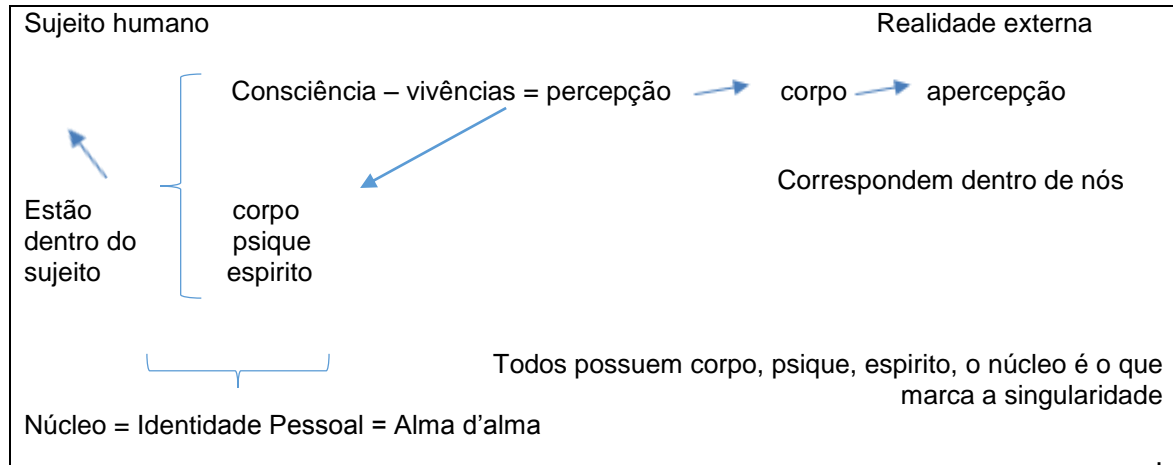 Sujeito humano
Realidade externa
Consciência – vivências = percepção
corpo
apercepção
Correspondem dentro de nós
Estão
dentro do
sujeito
corpo
psique
espirito
Todos possuem corpo, psique, espirito, o núcleo é o que
marca a singularidade
Núcleo = Identidade Pessoal = Alma d’alma
.